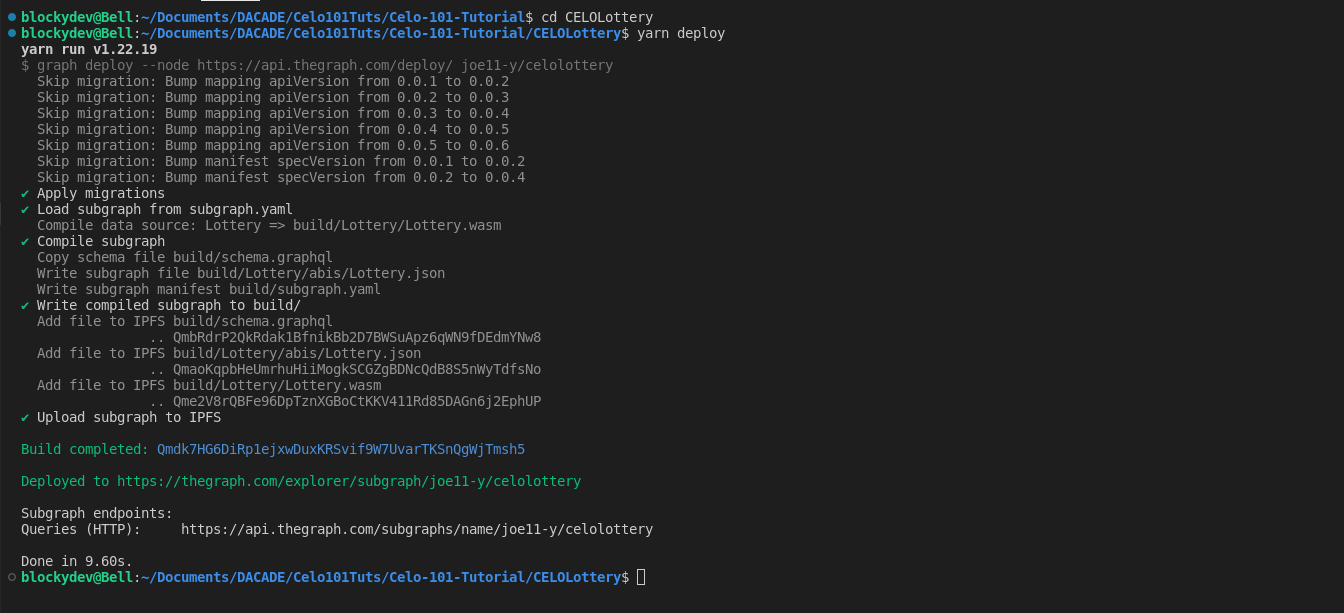 blockydev@Bell:~/Documents/DACADE/Celo101Tuts/Celo-101-Tutorial$ cd CELOLottery
blockydev@Bell:~/Documents/DACADE/Celo101Tuts/Celo-101-Tutorial/CELOLottery$ yarn deploy
yarn run v1.22.19
$ graph deploy --node https://api.thegraph.com/deploy/ joe11-y/celolottery
Skip migration: Bump mapping apiVersion from 0.0.1 to 0.0.2
Skip migration: Bump mapping apiVersion from 0.0.2 to 0.0.3
Skip migration: Bump mapping apiVersion from 0.0.3 to 0.0.4
Skip migration: Bump mapping apiVersion from 0.0.4 to 0.0.5
Skip migration: Bump mapping apiVersion from 0.0.5 to 0.0.6
Skip migration: Bump manifest specVersion from 0.0.1 to 0.0.2
Skip migration: Bump manifest specVersion from 0.0.2 to 0.0.4
✔ Apply migrations
✔ Load subgraph from subgraph.yaml
Compile data source: Lottery => build/Lottery/Lottery.wasm
✔ Compile subgraph
Copy schema file build/schema.graphql
Write subgraph file build/Lottery/abis/Lottery.json
Write subgraph manifest build/subgraph.yaml
✔ Write compiled subgraph to build/
Add file to IPFS build/schema.graphql
.. QmbRdrP2QkRdak1BfnikBb2D7BWSuApz6qWN9fDEdmYNw8
Add file to IPFS build/Lottery/abis/Lottery.json
.. QmaoKqpbHeUmrhuHiiMogkSCGZgBDNcQdB8S5nWyTdfsNo
Add file to IPFS build/Lottery/Lottery.wasm
.. Qme2V8rQBFe96DpTznXGBoCtKKV411Rd85DAGn6j2EphUP
✔ Upload subgraph to IPFS
Build completed: Qmdk7HG6DiRp1ejxwDuxKRSvif9W7UvarTKSnQgWjTmsh5
Deployed to https://thegraph.com/explorer/subgraph/joe11-y/celolottery
Subgraph endpoints:
Queries (HTTP):     https://api.thegraph.com/subgraphs/name/joe11-y/celolottery
Done in 9.60s.
blockydev@Bell:~/Documents/DACADE/Celo101Tuts/Celo-101-Tutorial/CELOLottery$